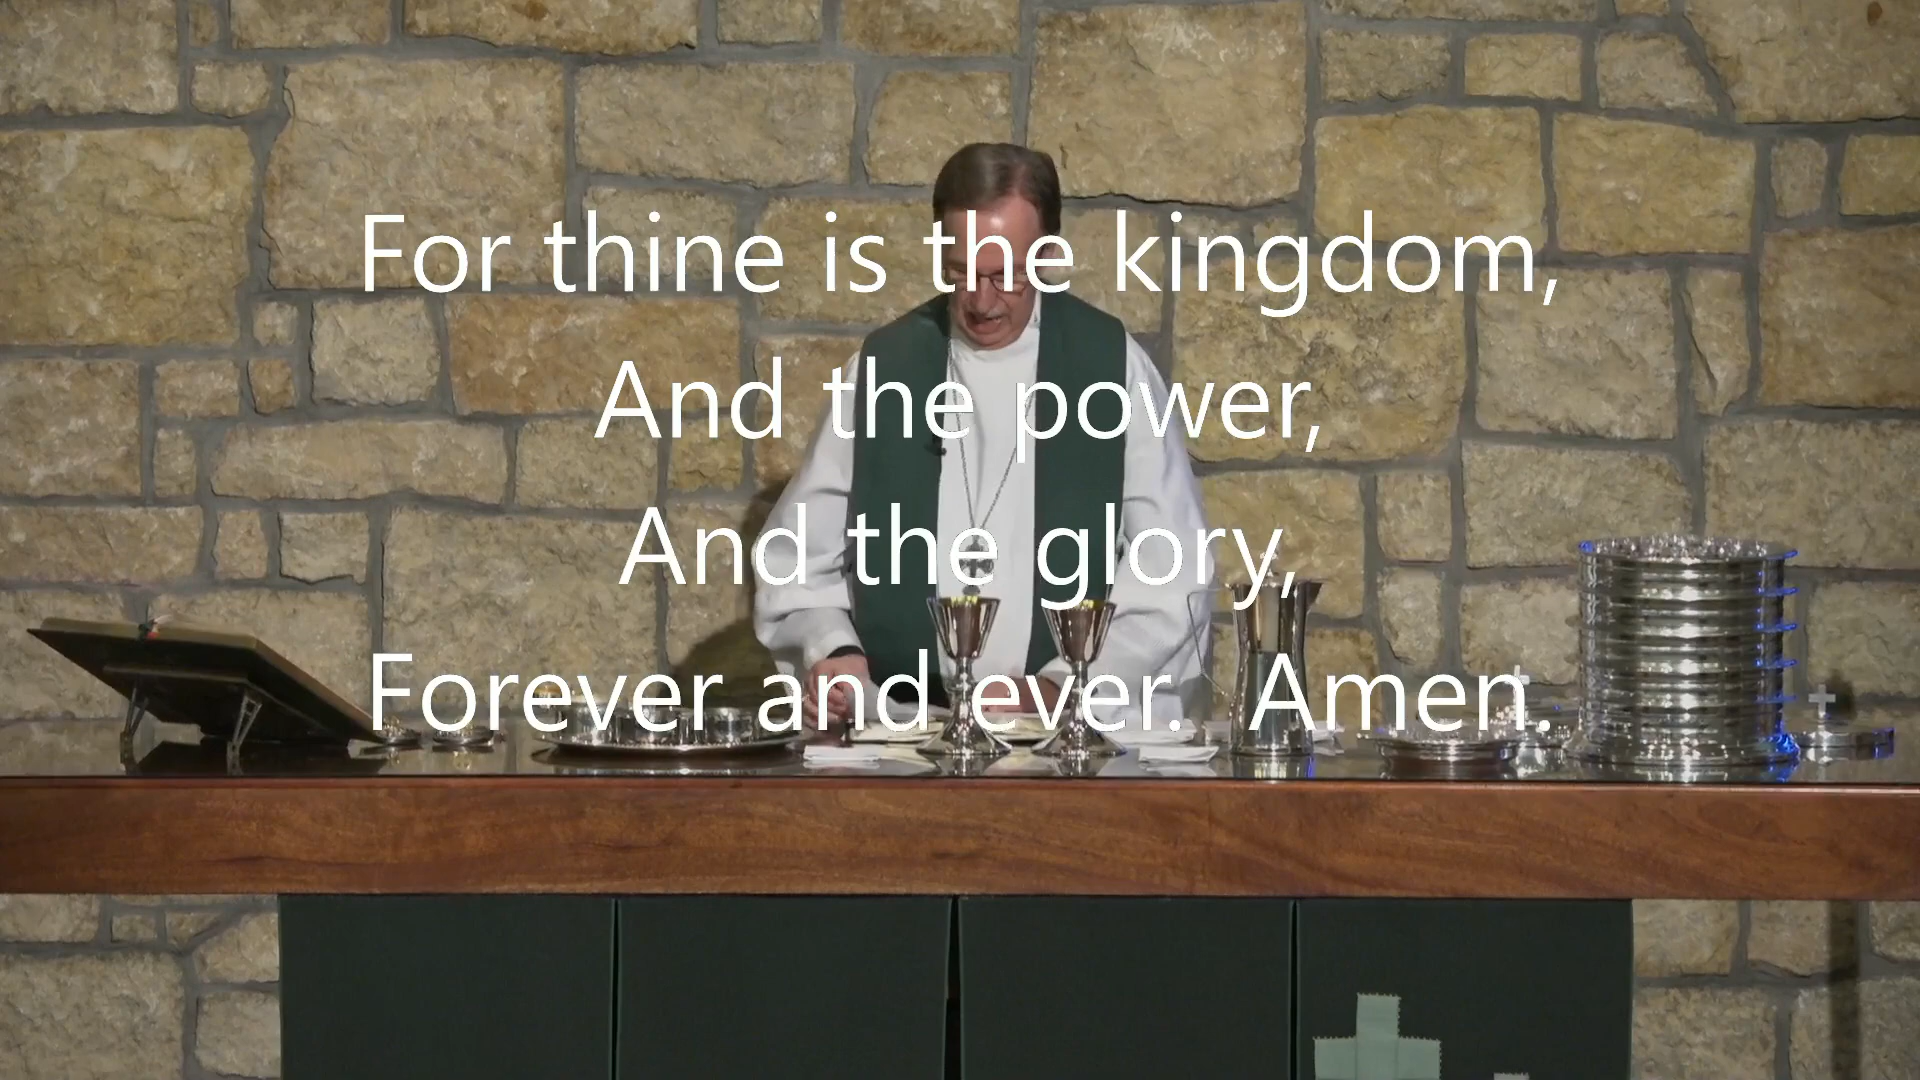 For thine is the kingdom,
And the power,
And the glory,
Forever and ever.  Amen.